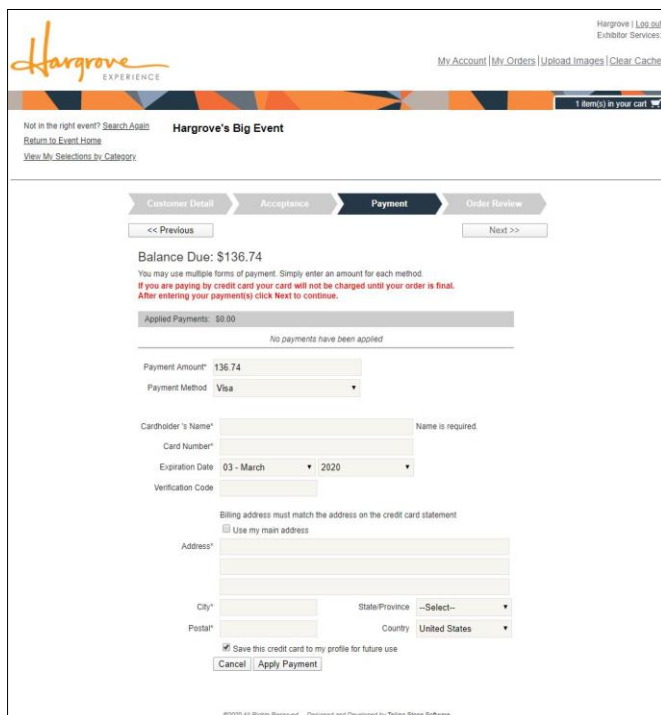 Hargrove
EXPERIENCE
Hargrove | Log out
Exhibitor Services
My Account | My Orders | Upload Images | Clear Cache
1 item(s) in your cart
Not in the right event? Search Again
Return to Event Home
View My Selections by Category
Hargrove's Big Event
Customer Detail
Acceptance
Payment
Order Review
<< Previous
Next >>
Balance Due: $136.74
You may use multiple forms of payment. Simply enter an amount for each method.
If you are paying by credit card your card will not be charged until your order is final.
After entering your payment(s) click Next to continue.
Applied Payments: $0.00
No payments have been applied
Payment Amount* 136.74
Payment Method Visa
Cardholder 's Name* Name is required
Card Number*
Expiration Date 03 - March 2020
Verification Code
Billing address must match the address on the credit card statement
Use my main address
Address*
City* State/Province --Select--
Postal* Country United States
Save this credit card to my profile for future use
Cancel Apply Payment
©2020 All Rights Reserved Designed and Developed by